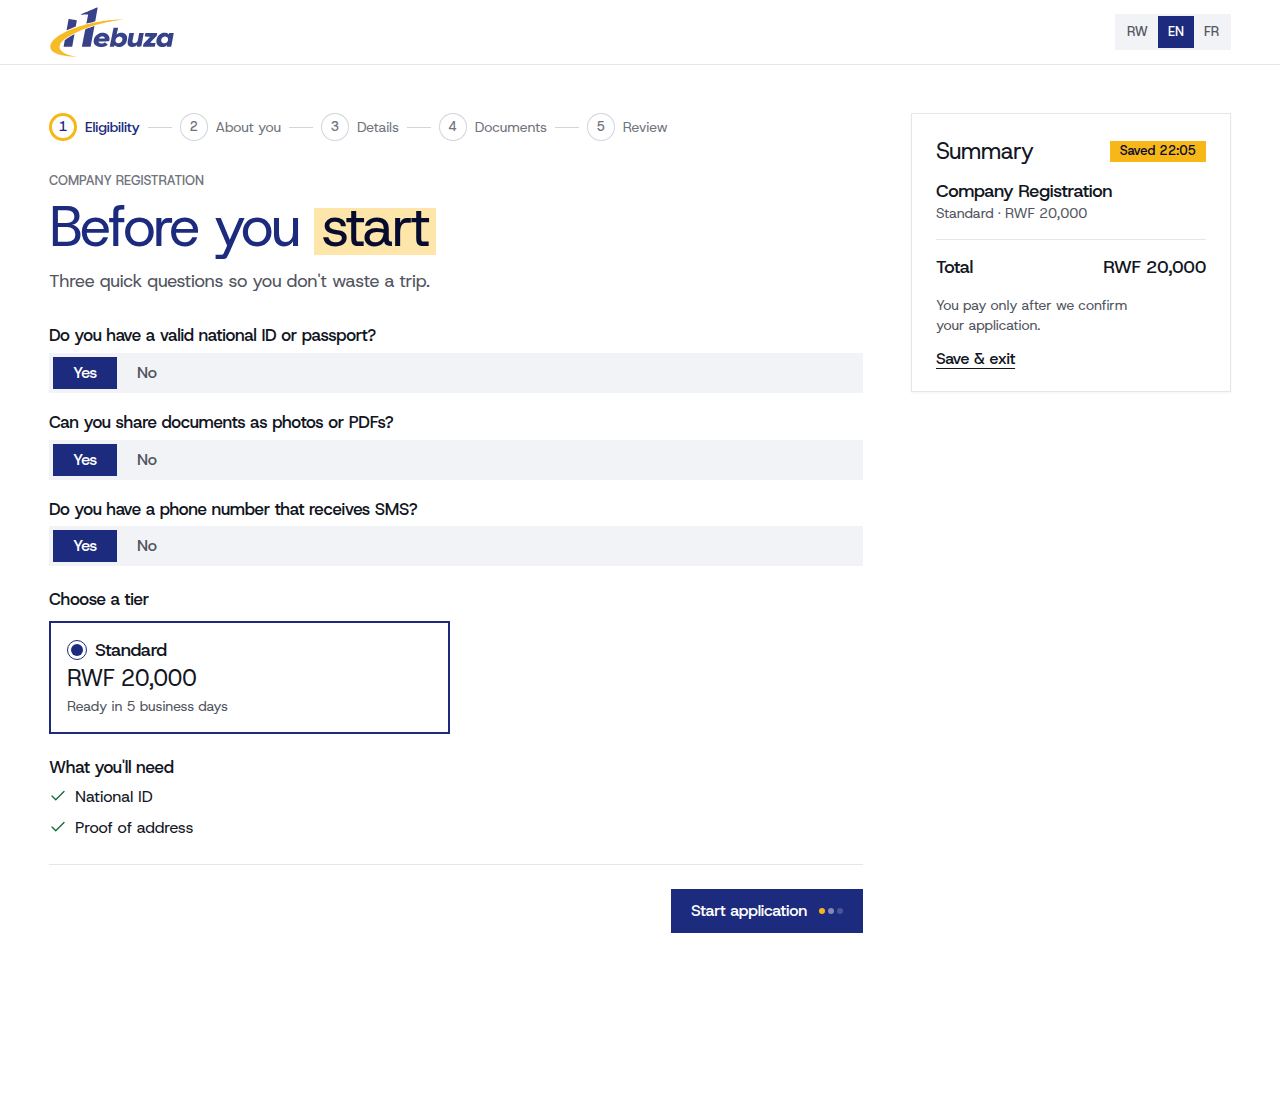 Hebuza
RW EN FR
1 Eligibility 2 About you 3 Details 4 Documents 5 Review
COMPANY REGISTRATION
Before you start
Three quick questions so you don't waste a trip.
Do you have a valid national ID or passport?
Yes No
Can you share documents as photos or PDFs?
Yes No
Do you have a phone number that receives SMS?
Yes No
Choose a tier
Standard
RWF 20,000
Ready in 5 business days
What you'll need
National ID
Proof of address
Start application
Summary Saved 22:05
Company Registration
Standard · RWF 20,000
Total RWF 20,000
You pay only after we confirm
your application.
Save & exit